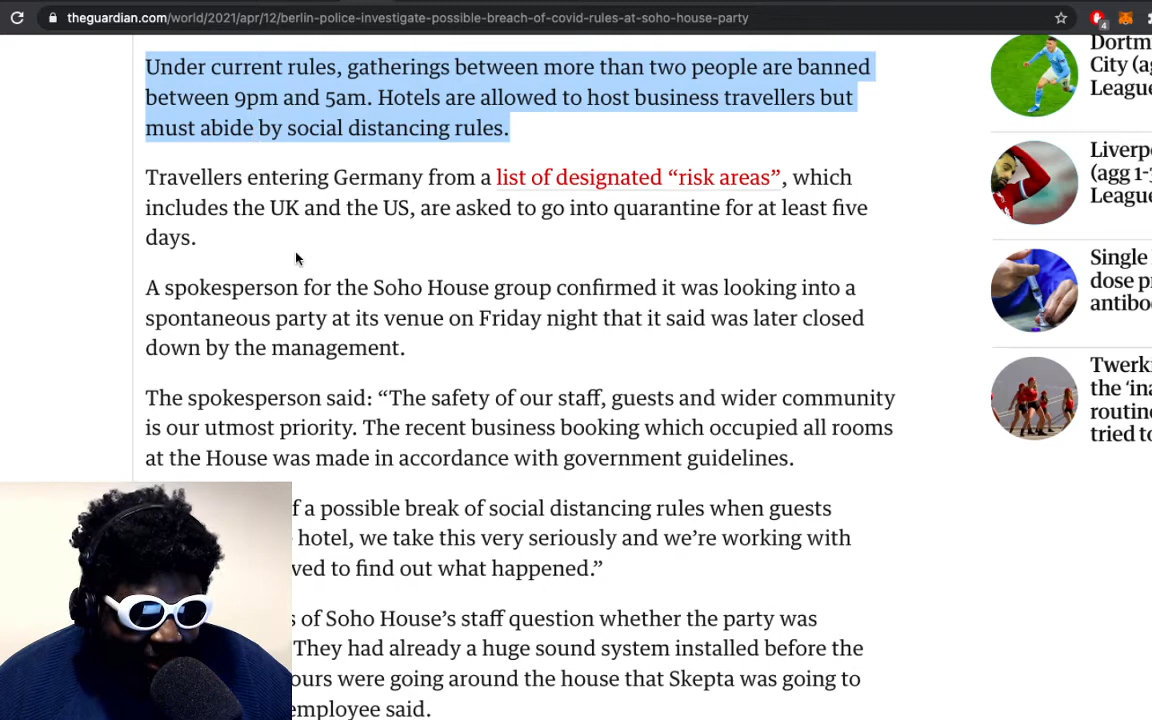 theguardian.com/world/2021/apr/12/berlin-police-investigate-possible-breach-of-covid-rules-at-soho-house-party
4
Under current rules, gatherings between more than two people are banned
between 9pm and 5am. Hotels are allowed to host business travellers but
must abide by social distancing rules.
Travellers entering Germany from a list of designated “risk areas”, which
includes the UK and the US, are asked to go into quarantine for at least five
days.
A spokesperson for the Soho House group confirmed it was looking into a
spontaneous party at its venue on Friday night that it said was later closed
down by the management.
The spokesperson said: “The safety of our staff, guests and wider community
is our utmost priority. The recent business booking which occupied all rooms
at the House was made in accordance with government guidelines.
f a possible break of social distancing rules when guests
hotel, we take this very seriously and we’re working with
ved to find out what happened.”
s of Soho House’s staff question whether the party was
They had already a huge sound system installed before the
ours were going around the house that Skepta was going to
employee said.
Dortm
City (ag
League
Liverp
(agg 1-3
League
Single
dose p
antibo
Twerk
the ‘ina
routin
tried to